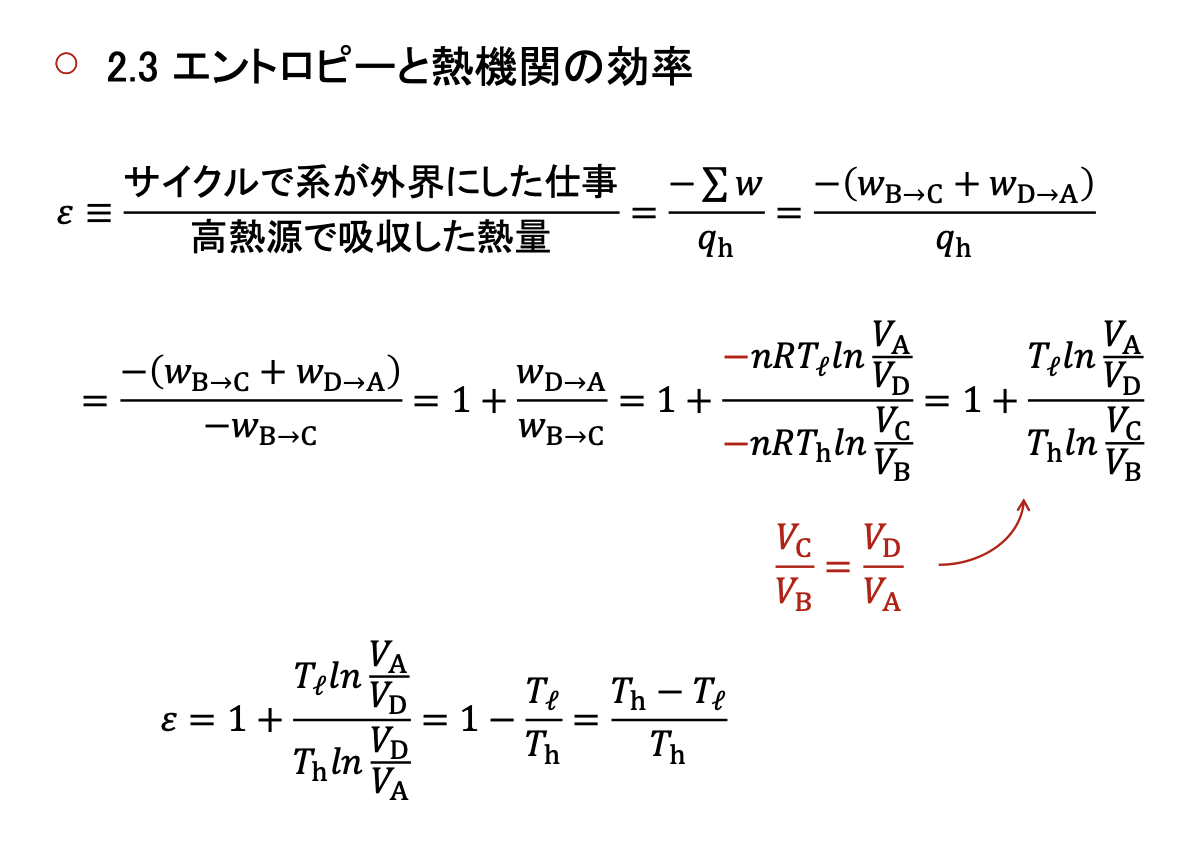 ○ 2.3 エントロピーと熱機関の効率
ε ≡ サイクルで系が外界にした仕事 / 高熱源で吸収した熱量 = −∑w / q_h = −(w_B→C + w_D→A) / q_h
= −(w_B→C + w_D→A) / −w_B→C = 1 + w_D→A / w_B→C = 1 + (−nRT_ℓ ln V_A/V_D) / (−nRT_h ln V_C/V_B) = 1 + (T_ℓ ln V_A/V_D) / (T_h ln V_C/V_B)
V_C/V_B = V_D/V_A
ε = 1 + (T_ℓ ln V_A/V_D) / (T_h ln V_D/V_A) = 1 − T_ℓ/T_h = (T_h − T_ℓ) / T_h